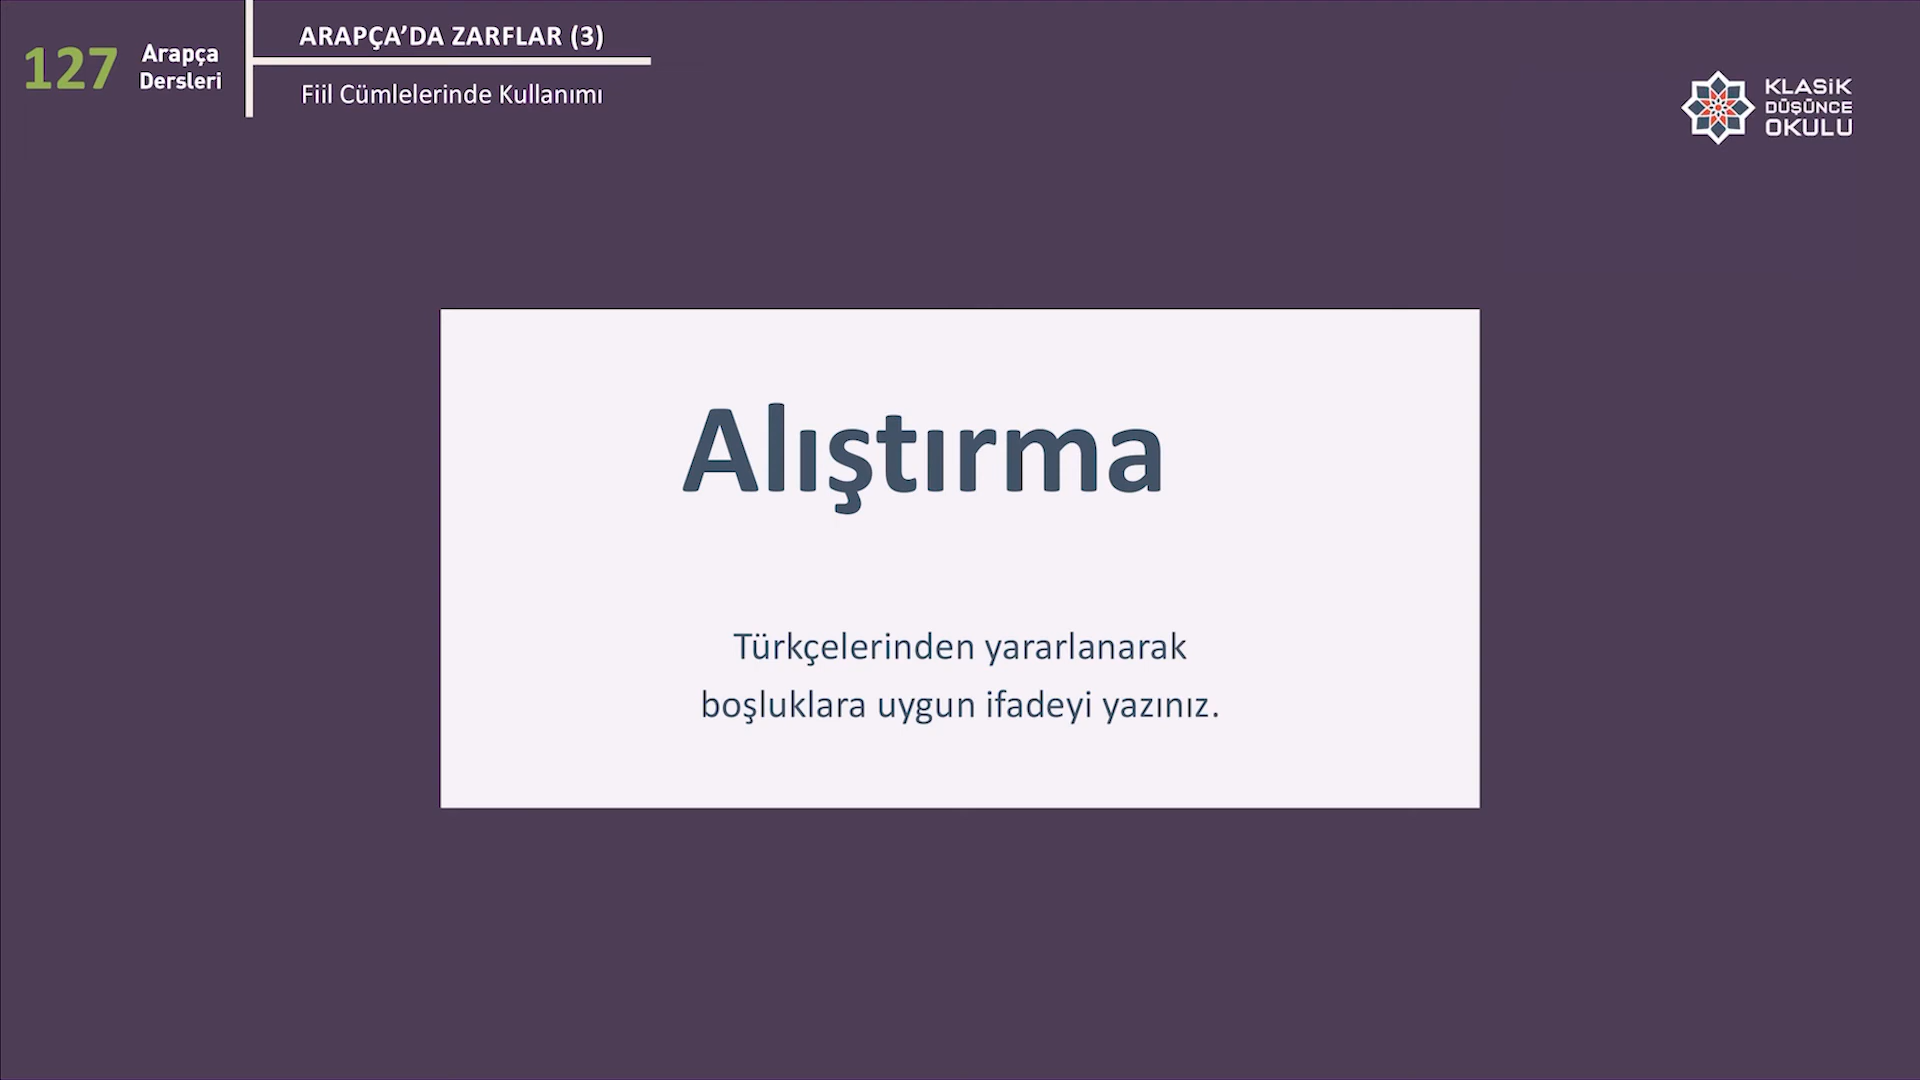 127
Arapça
Dersleri
ARAPÇA’DA ZARFLAR (3)
Fiil Cümlelerinde Kullanımı
KLASiK
DÜŞÜNCE
OKULU
Alıştırma
Türkçelerinden yararlanarak
boşluklara uygun ifadeyi yazınız.